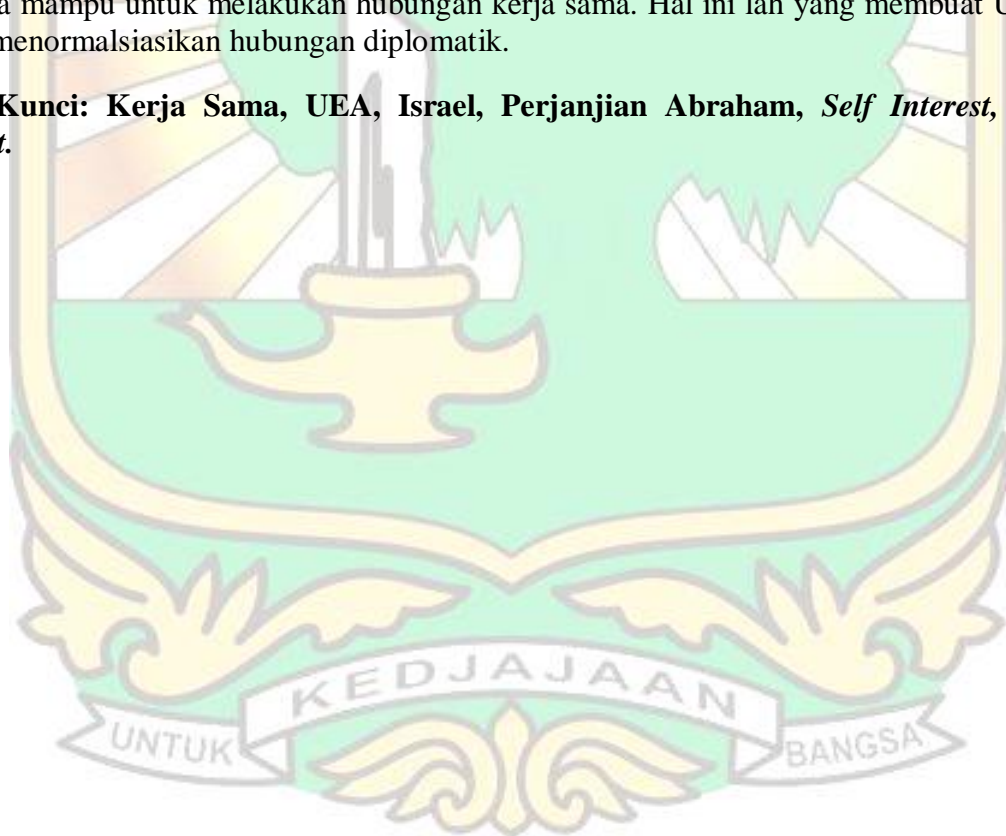 mampu untuk melakukan hubungan kerja sama. Hal ini lah yang membuat
menormalsiasikan hubungan diplomatik.
Kunci: Kerja Sama, UEA, Israel, Perjanjian Abraham, Self Interest,
UNTUK KEDJAJAAN BANGSA